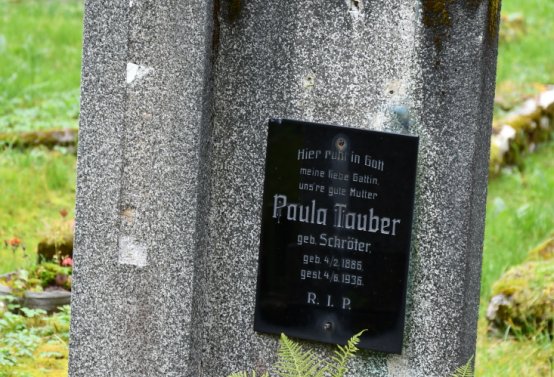 Hier ruht in Gott
meine liebe Gattin,
uns're gute Mutter
Paula Tauber
geb. Schröter,
geb. 4/2. 1886,
gest. 4/6. 1936.
R. I. P.